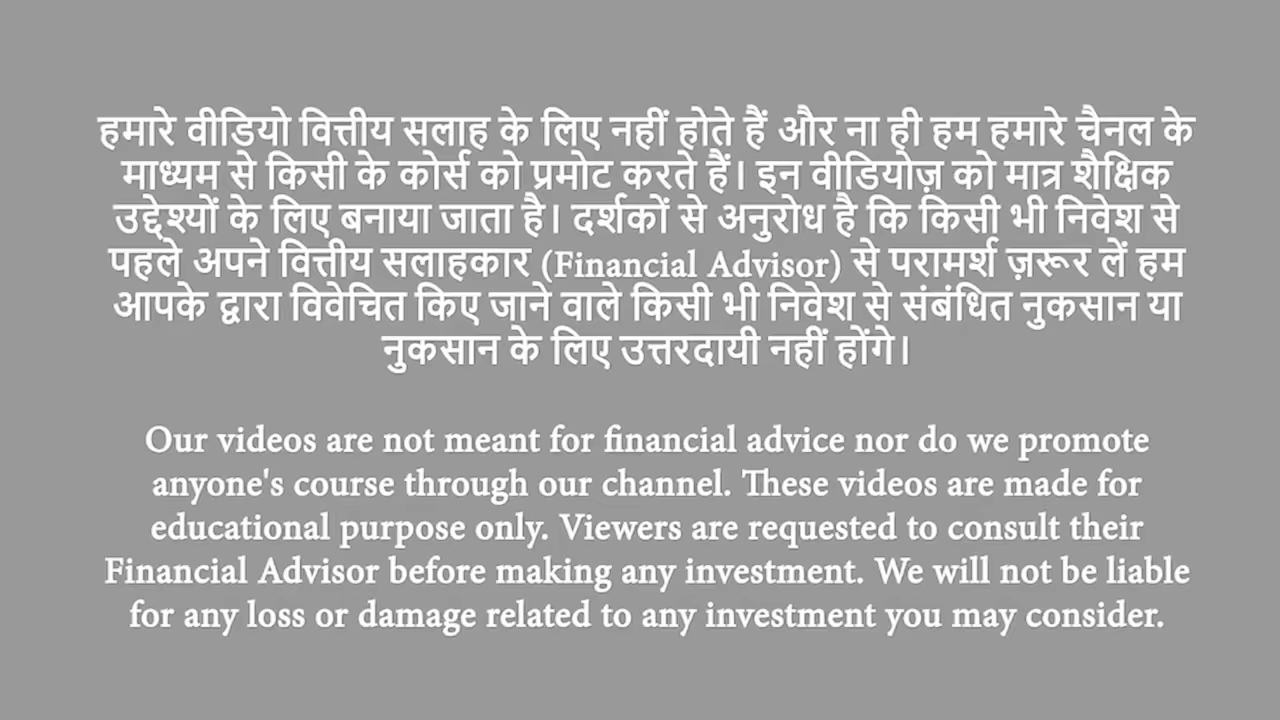 हमारे वीडियो वित्तीय सलाह के लिए नहीं होते हैं और ना ही हम हमारे चैनल के
माध्यम से किसी के कोर्स को प्रमोट करते हैं। इन वीडियोज़ को मात्र शैक्षिक
उद्देश्यों के लिए बनाया जाता है। दर्शकों से अनुरोध है कि किसी भी निवेश से
पहले अपने वित्तीय सलाहकार (Financial Advisor) से परामर्श ज़रूर लें हम
आपके द्वारा विवेचित किए जाने वाले किसी भी निवेश से संबंधित नुकसान या
नुकसान के लिए उत्तरदायी नहीं होंगे।
Our videos are not meant for financial advice nor do we promote
anyone's course through our channel. These videos are made for
educational purpose only. Viewers are requested to consult their
Financial Advisor before making any investment. We will not be liable
for any loss or damage related to any investment you may consider.